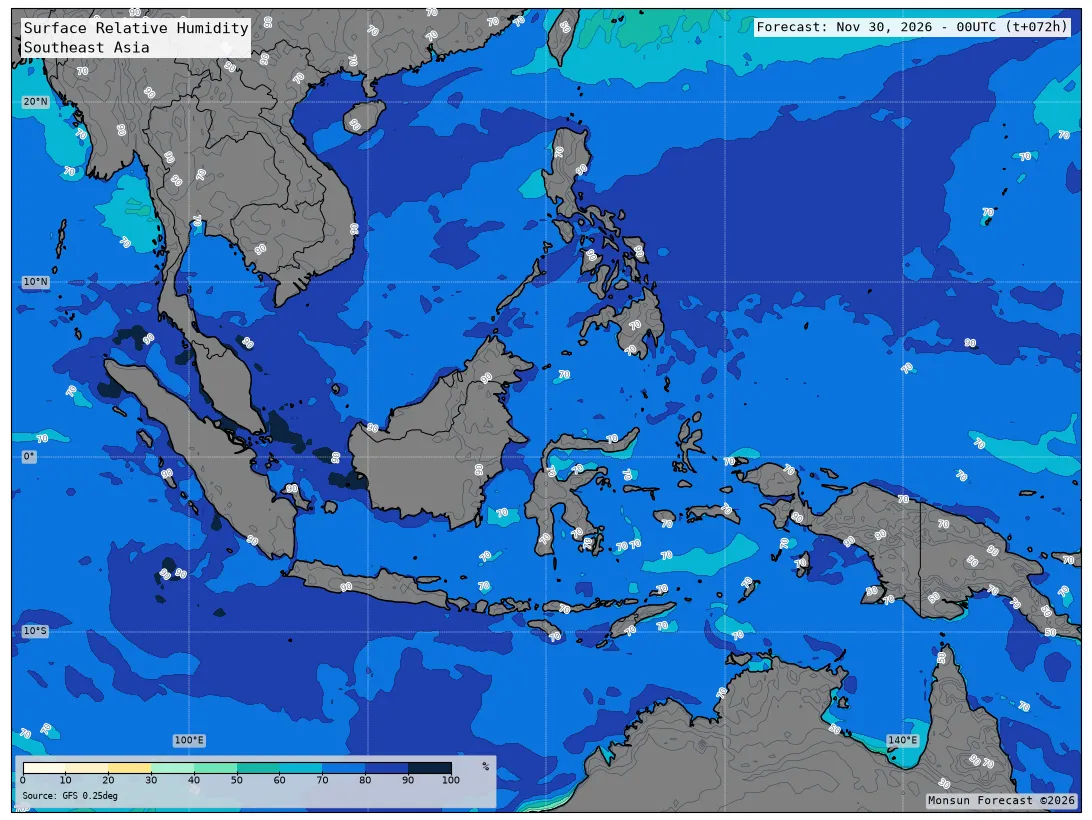 Surface Relative Humidity
Southeast Asia
Forecast: Nov 30, 2026 - 00UTC (t+072h)
20°N
10°N
0°
10°S
100°E
140°E
0 10 20 30 40 50 60 70 80 90 100
%
Source: GFS 0.25deg
Monsun Forecast ©2026